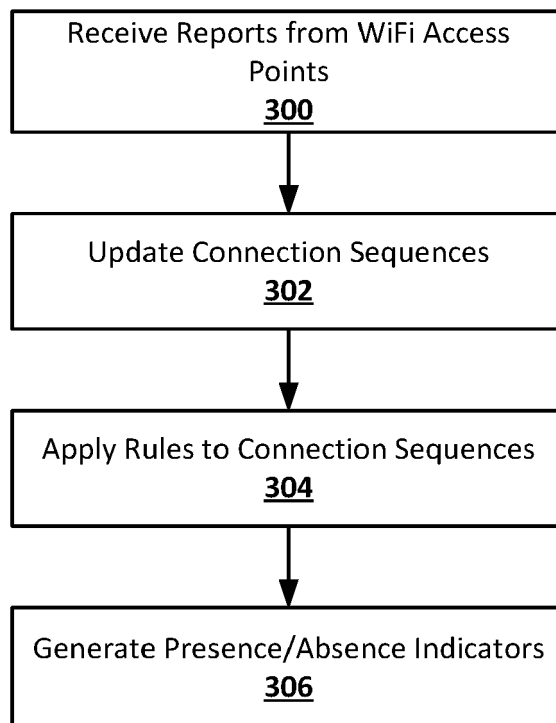 Receive Reports from WiFi Access
Points
300
Update Connection Sequences
302
Apply Rules to Connection Sequences
304
Generate Presence/Absence Indicators
306